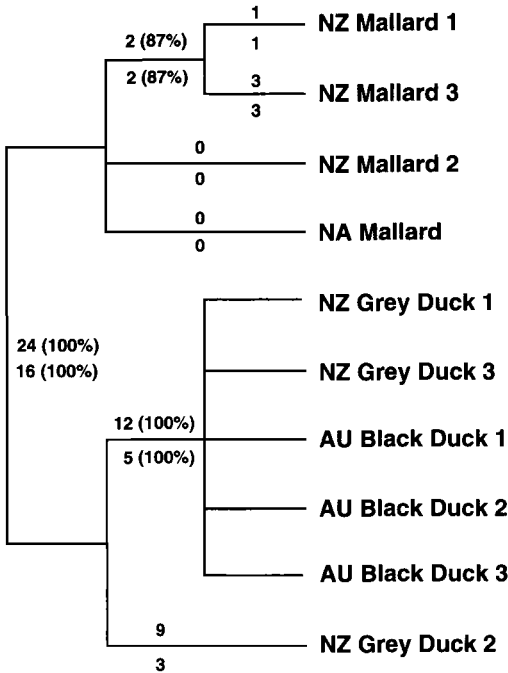 1
NZ Mallard 1
2 (87%)
1
2 (87%)
3
NZ Mallard 3
3
0
NZ Mallard 2
0
0
NA Mallard
0
NZ Grey Duck 1
24 (100%)
16 (100%)
NZ Grey Duck 3
12 (100%)
AU Black Duck 1
5 (100%)
AU Black Duck 2
AU Black Duck 3
9
NZ Grey Duck 2
3